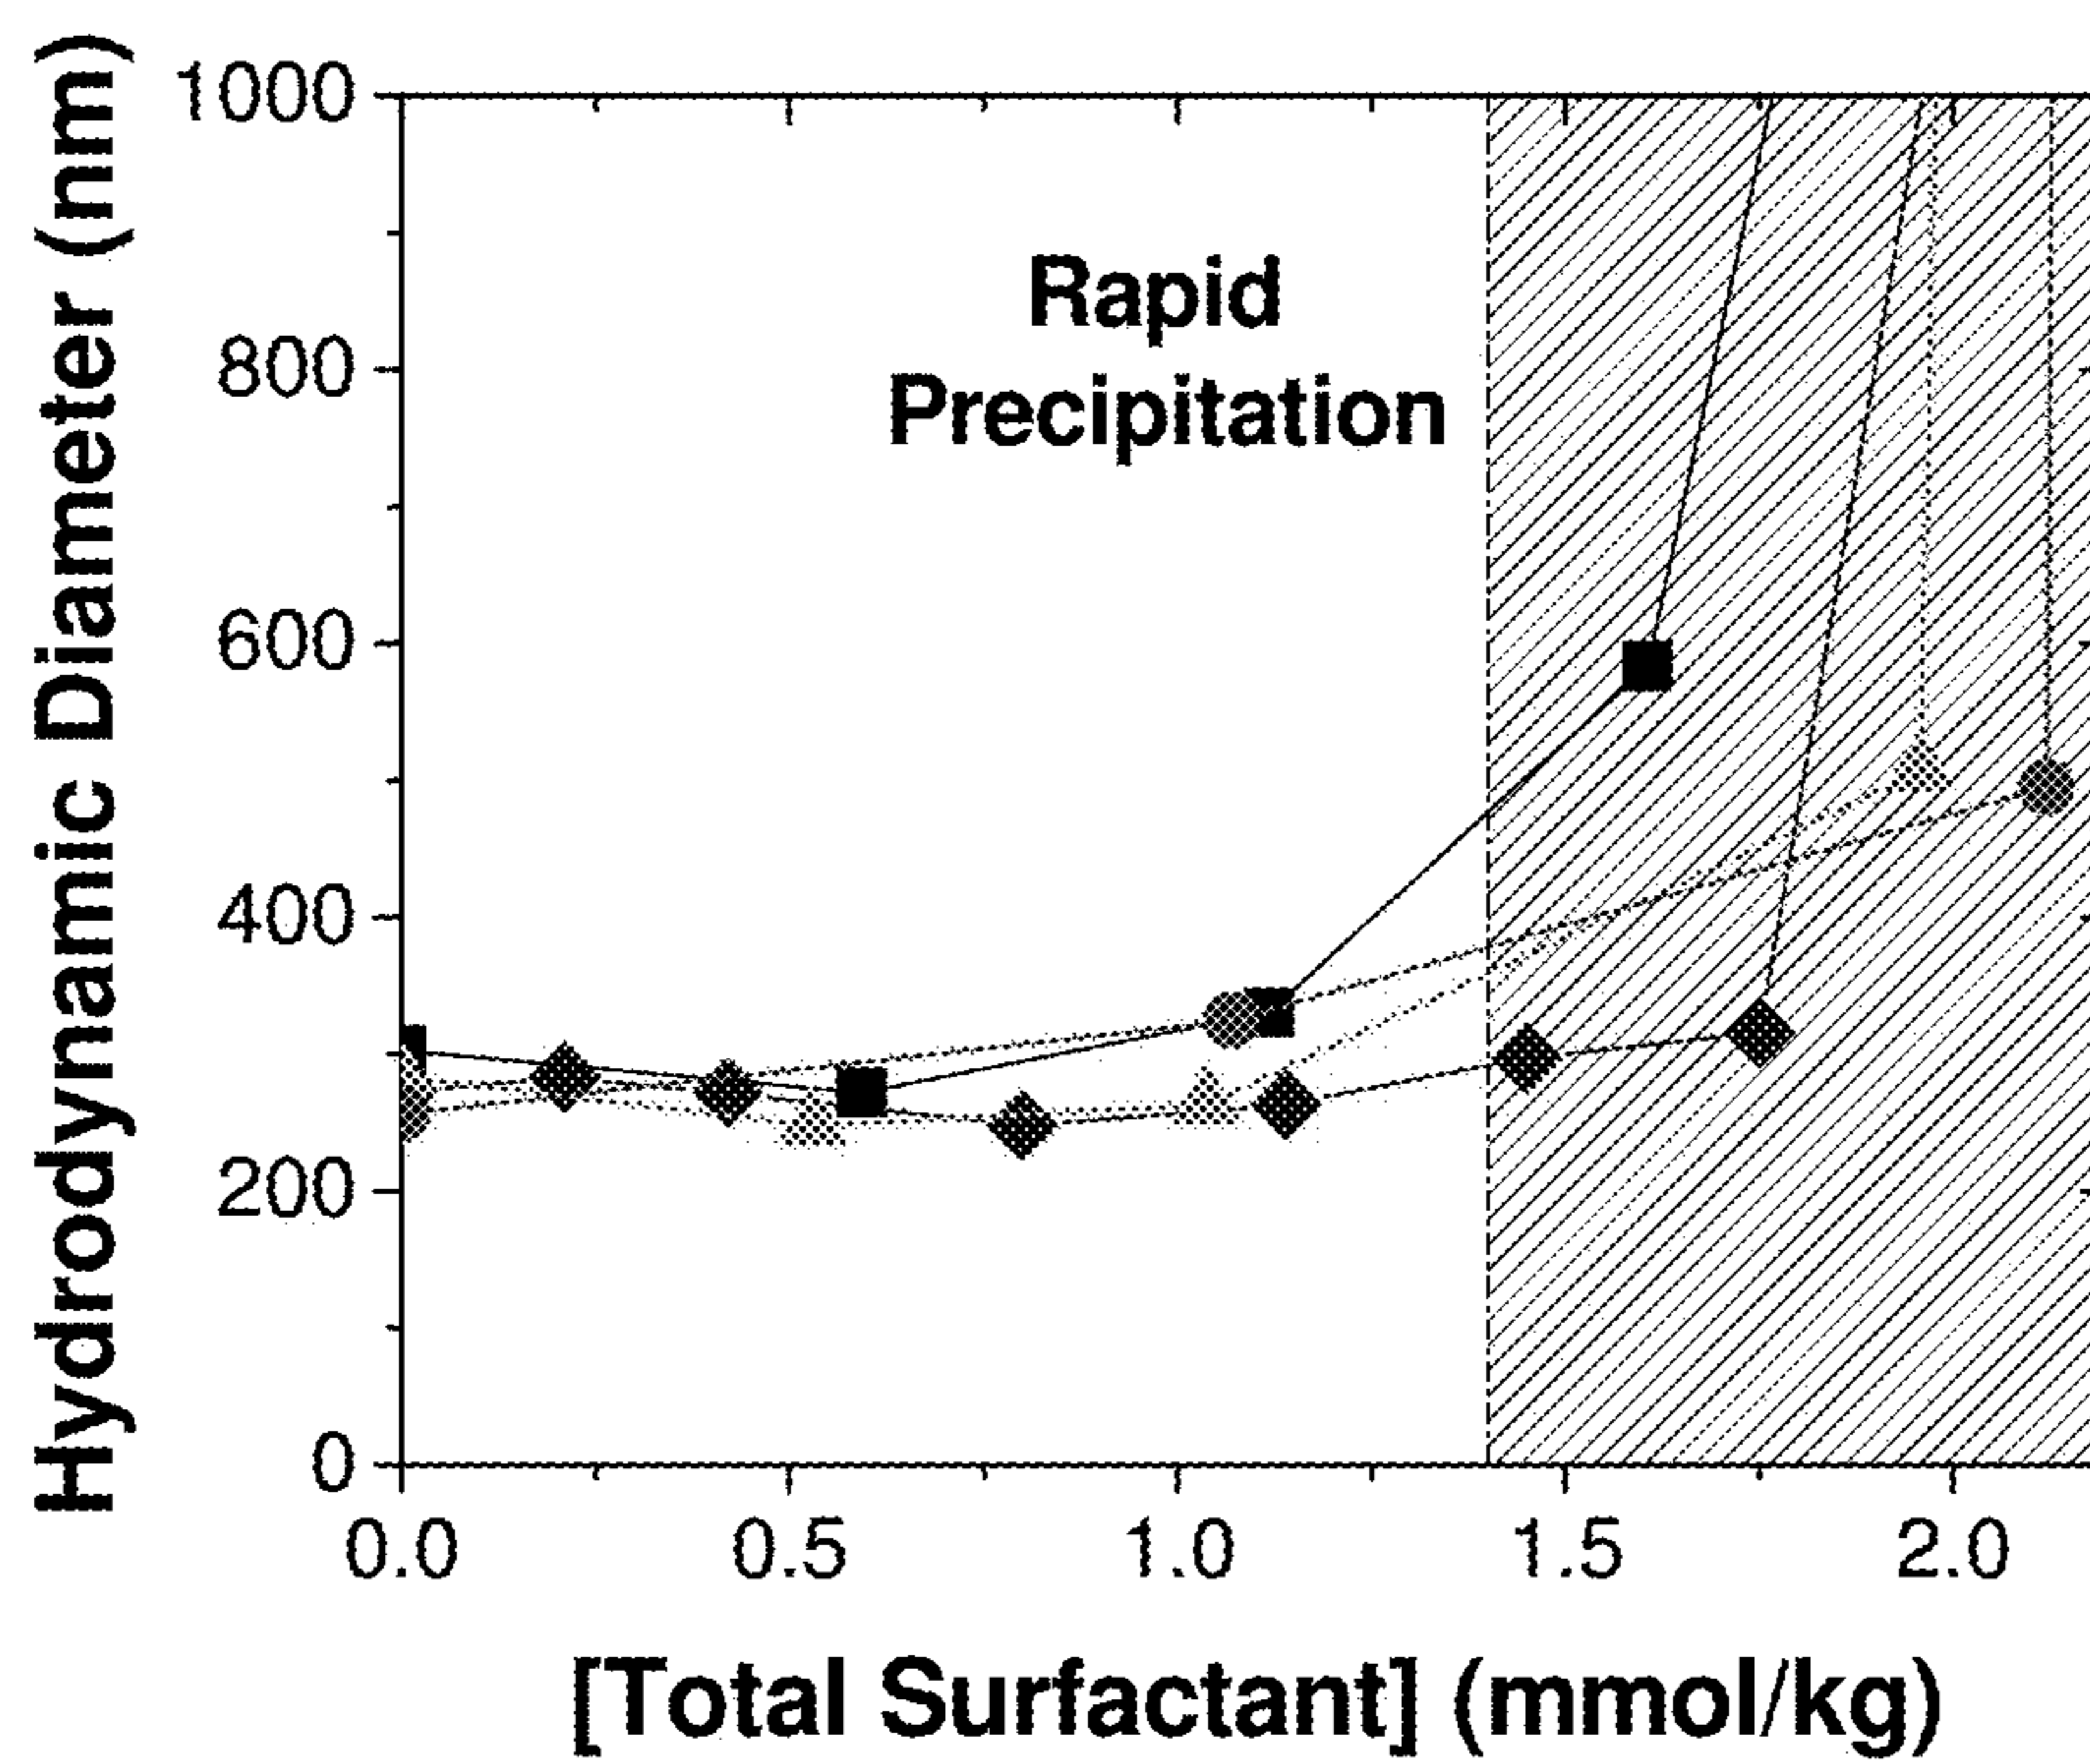 Hydrodynamic Diameter (nm)
1000
800
600
400
200
0
Rapid
Precipitation
0.0 0.5 1.0 1.5 2.0
[Total Surfactant] (mmol/kg)